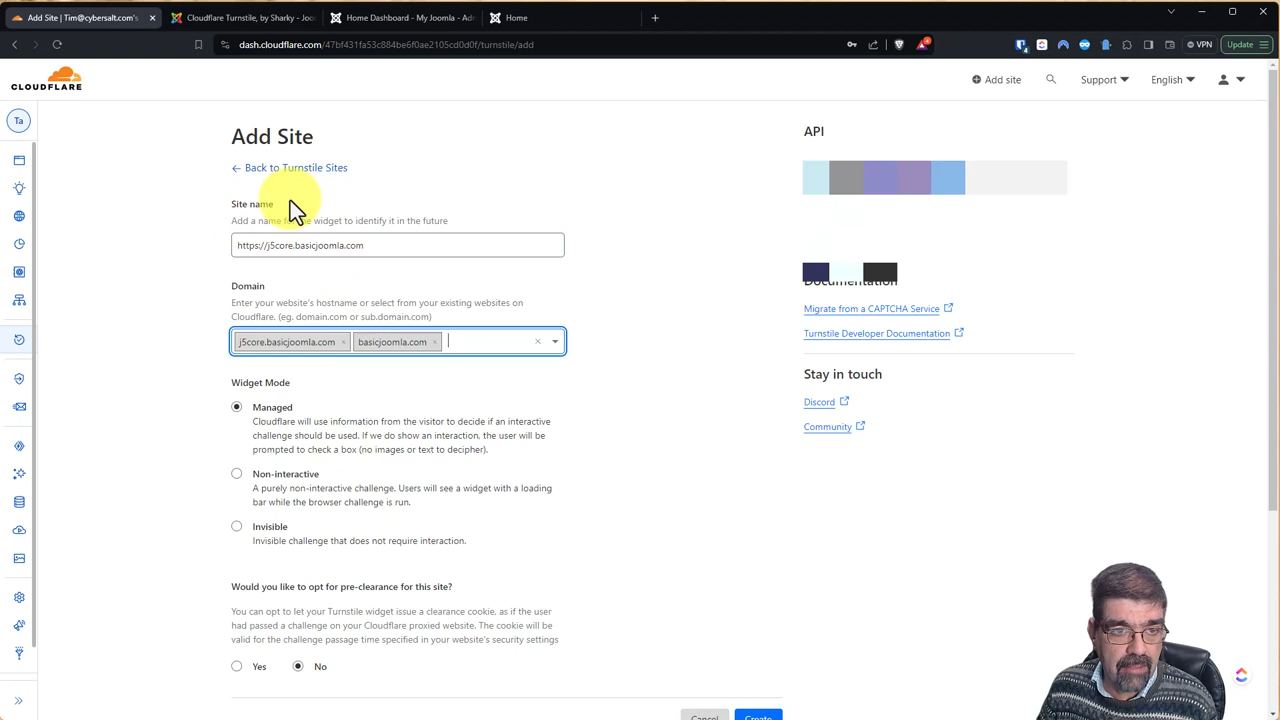 Add Site | Tim@cybersalt.com's
Cloudflare Turnstile, by Sharky - Joo
Home Dashboard - My Joomla - Ad
Home
dash.cloudflare.com/47bf431fa53c884be6f0ae2105cd0d0f/turnstile/add
4
4
VPN
Update
CLOUDFLARE
Add site
Support
English
Ta
Add Site
← Back to Turnstile Sites
Site name
Add a name for the widget to identify it in the future
https://j5core.basicjoomla.com
Domain
Enter your website's hostname or select from your existing websites on
Cloudflare. (eg. domain.com or sub.domain.com)
j5core.basicjoomla.com × basicjoomla.com ×
Widget Mode
Managed
Cloudflare will use information from the visitor to decide if an interactive
challenge should be used. If we do show an interaction, the user will be
prompted to check a box (no images or text to decipher).
Non-interactive
A purely non-interactive challenge. Users will see a widget with a loading
bar while the browser challenge is run.
Invisible
Invisible challenge that does not require interaction.
Would you like to opt for pre-clearance for this site?
You can opt to let your Turnstile widget issue a clearance cookie, as if the user
had passed a challenge on your Cloudflare proxied website. The cookie will be
valid for the challenge passage time specified in your website's security settings
Yes
No
Cancel
Create
API
Documentation
Migrate from a CAPTCHA Service
Turnstile Developer Documentation
Stay in touch
Discord
Community